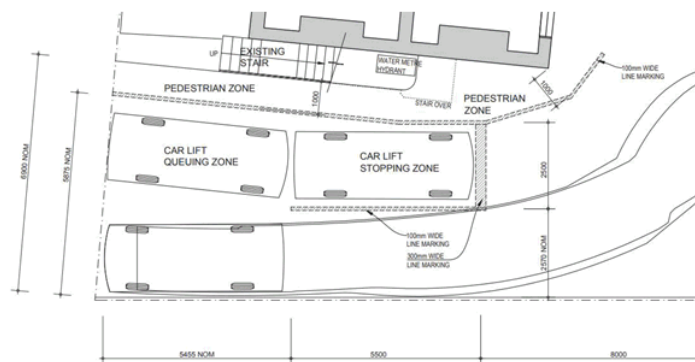 EXISTING
STAIR
UP
WATER METRE
HYDRANT
100mm WIDE
LINE MARKING
STAIR OVER
PEDESTRIAN ZONE
PEDESTRIAN
ZONE
1000
1000
CAR LIFT
QUEUING ZONE
CAR LIFT
STOPPING ZONE
6900 NOM
5875 NOM
2500
100mm WIDE
LINE MARKING
300mm WIDE
LINE MARKING
2570 NOM
5455 NOM
5500
8000